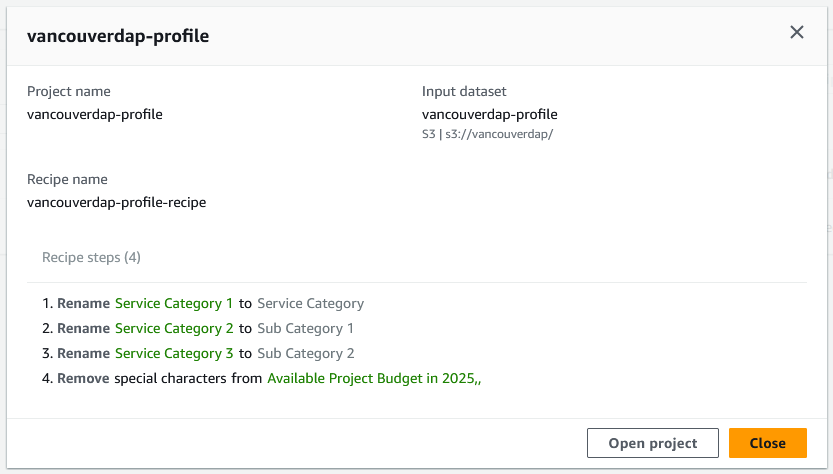 vancouverdap-profile
Project name
vancouverdap-profile
Input dataset
vancouverdap-profile
S3 | s3://vancouverdap/
Recipe name
vancouverdap-profile-recipe
Recipe steps (4)
1. Rename Service Category 1 to Service Category
2. Rename Service Category 2 to Sub Category 1
3. Rename Service Category 3 to Sub Category 2
4. Remove special characters from Available Project Budget in 2025,,
Open project
Close